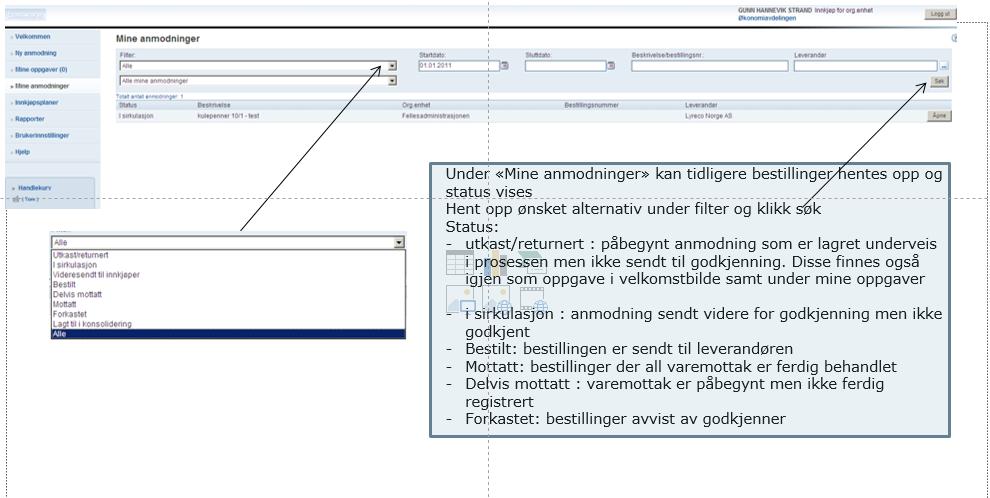 GUNN HANNEVIK STRAND Innkjøp for org.enhet
Økonomiavdelingen
Logg ut
Velkommen
Ny anmodning
Mine oppgaver (0)
Mine anmodninger
Innkjøpsplaner
Rapporter
Brukerinnstillinger
Hjelp
Handlekurv
( Tom )
Mine anmodninger
Filter: Startdato: Sluttdato: Beskrivelse/bestillingsnr.: Leverandør
Alle 01.01.2011
Alle mine anmodninger Søk
Totalt antall anmodninger: 1
Status Beskrivelse Org.enhet Bestillingsnummer Leverandør
I sirkulasjon kulepenner 10/1 - test Fellesadministrasjonen Lyreco Norge AS Åpne
Alle
Utkast/returnert
I sirkulasjon
Videresendt til innkjøper
Bestilt
Delvis mottatt
Mottatt
Forkastet
Lagt til i konsolidering
Alle
Under «Mine anmodninger» kan tidligere bestillinger hentes opp og
status vises
Hent opp ønsket alternativ under filter og klikk søk
Status:
- utkast/returnert : påbegynt anmodning som er lagret underveis
i prosessen men ikke sendt til godkjenning. Disse finnes også
igjen som oppgave i velkomstbilde samt under mine oppgaver
- i sirkulasjon : anmodning sendt videre for godkjenning men ikke
godkjent
- Bestilt: bestillingen er sendt til leverandøren
- Mottatt: bestillinger der all varemottak er ferdig behandlet
- Delvis mottatt : varemottak er påbegynt men ikke ferdig
registrert
- Forkastet: bestillinger avvist av godkjenner